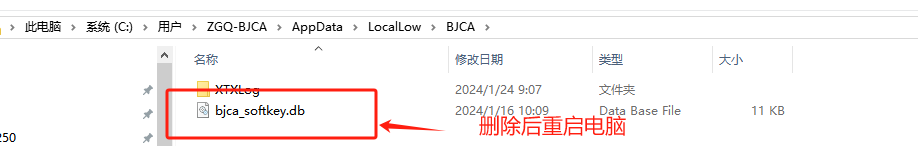 此电脑 > 系统 (C:) > 用户 > ZGQ-BJCA > AppData > LocalLow > BJCA >
名称 修改日期 类型 大小
XTXLog 2024/1/24 9:07 文件夹
bjca_softkey.db 2024/1/16 10:09 Data Base File 11 KB
删除后重启电脑
250